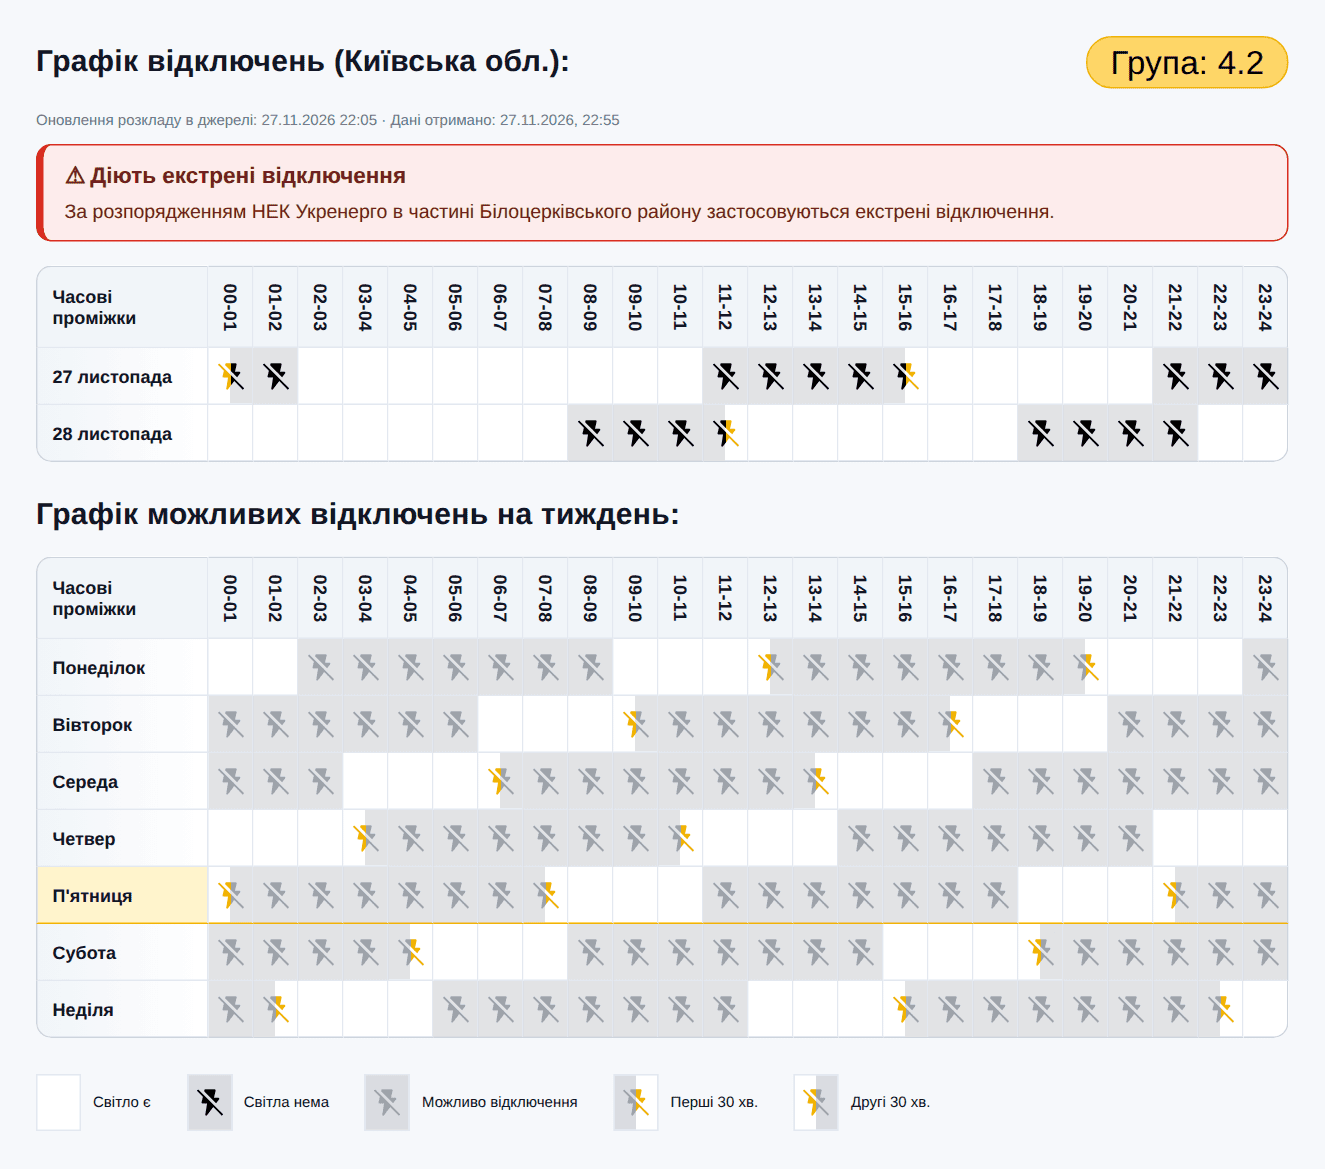 Графік відключень (Київська обл.):
Група: 4.2
Оновлення розкладу в джерелі: 27.11.2026 22:05 · Дані отримано: 27.11.2026, 22:55
⚠ Діють екстрені відключення
За розпорядженням НЕК Укренерго в частині Білоцерківського району застосовуються екстрені відключення.
Часові
проміжки
00-01 01-02 02-03 03-04 04-05 05-06 06-07 07-08 08-09 09-10 10-11 11-12 12-13 13-14 14-15 15-16 16-17 17-18 18-19 19-20 20-21 21-22 22-23 23-24
27 листопада
28 листопада
Графік можливих відключень на тиждень:
Часові
проміжки
00-01 01-02 02-03 03-04 04-05 05-06 06-07 07-08 08-09 09-10 10-11 11-12 12-13 13-14 14-15 15-16 16-17 17-18 18-19 19-20 20-21 21-22 22-23 23-24
Понеділок
Вівторок
Середа
Четвер
П'ятниця
Субота
Неділя
Світло є
Світла нема
Можливо відключення
Перші 30 хв.
Другі 30 хв.